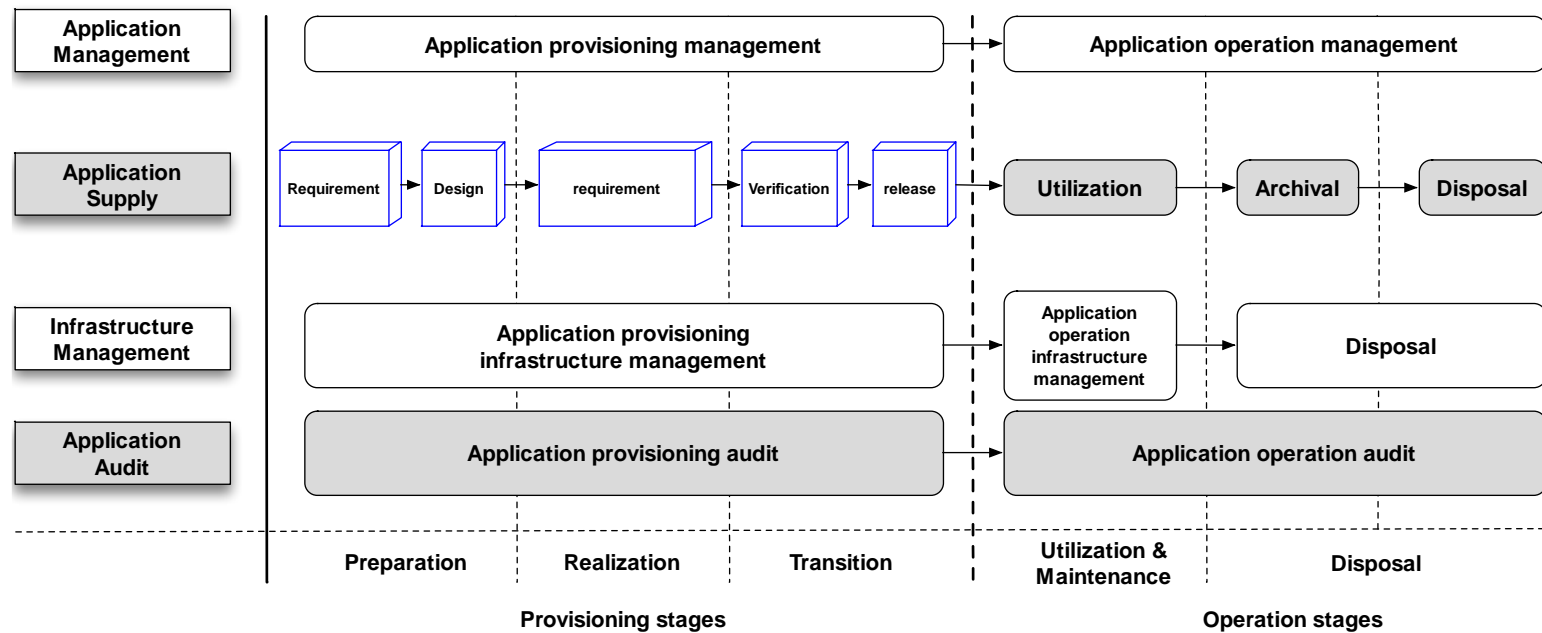 Application
Management
Application provisioning management
Application operation management
Application
Supply
Requirement
Design
requirement
Verification
release
Utilization
Archival
Disposal
Infrastructure
Management
Application provisioning
infrastructure management
Application
operation
infrastructure
management
Disposal
Application
Audit
Application provisioning audit
Application operation audit
Preparation
Realization
Transition
Utilization &
Maintenance
Disposal
Provisioning stages
Operation stages